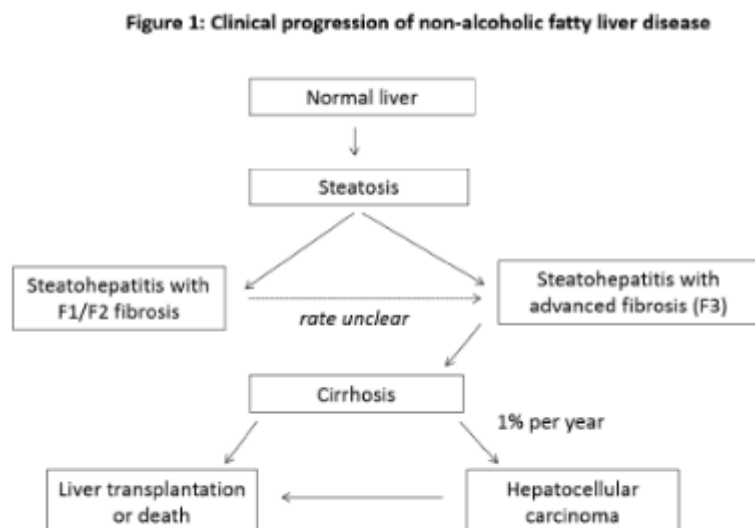 Figure 1: Clinical progression of non-alcoholic fatty liver disease
Normal liver
Steatosis
Steatohepatitis with
F1/F2 fibrosis
rate unclear
Steatohepatitis with
advanced fibrosis (F3)
Cirrhosis
1% per year
Liver transplantation
or death
Hepatocellular
carcinoma